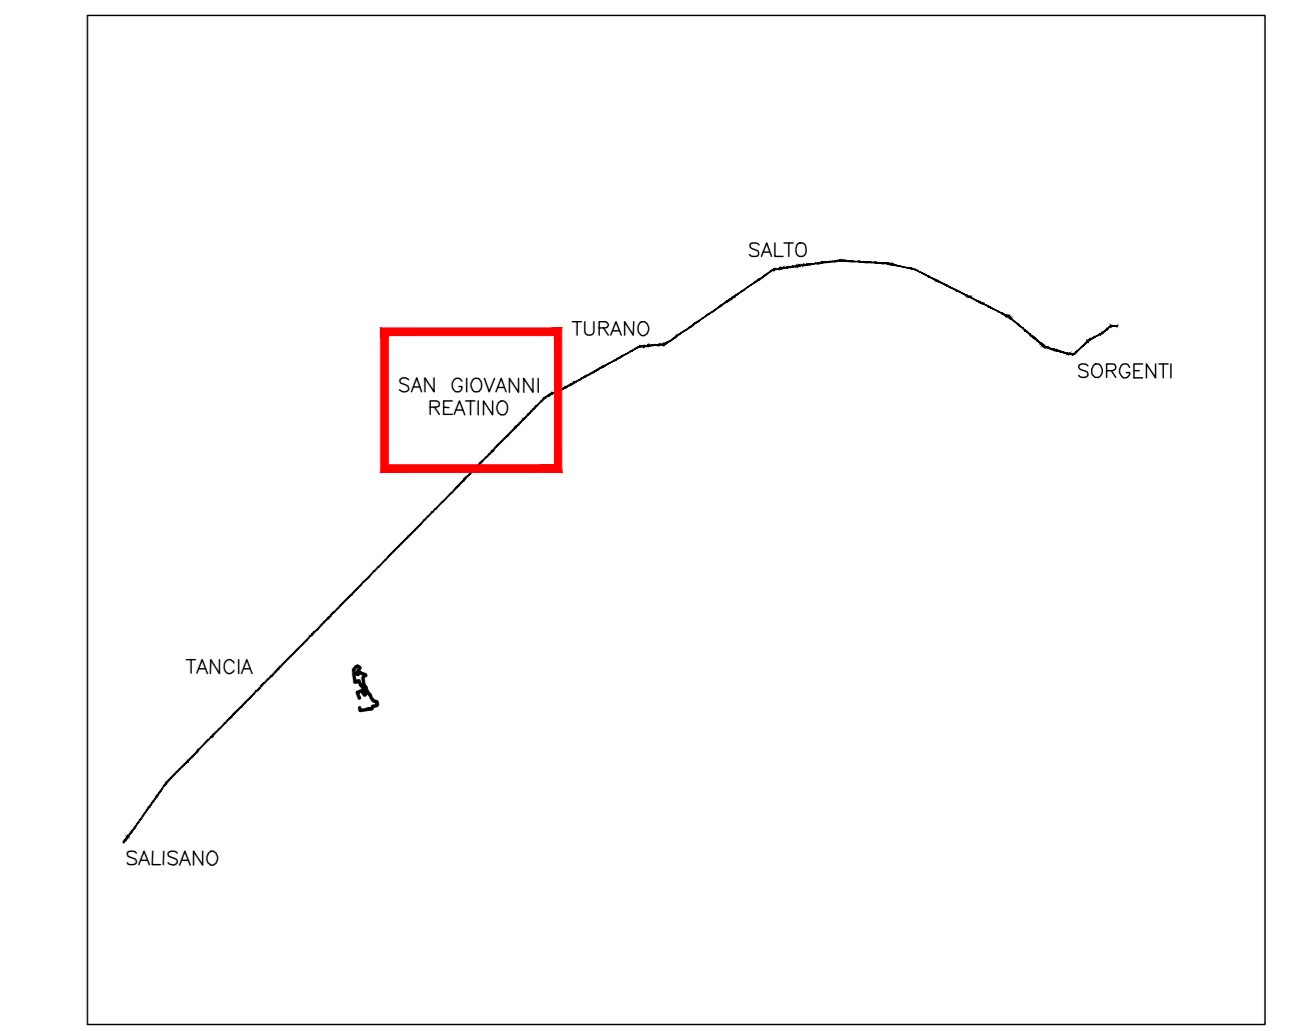 SALTO
TURANO
SORGENTI
SAN GIOVANNI
REATINO
TANCIA
SALISANO